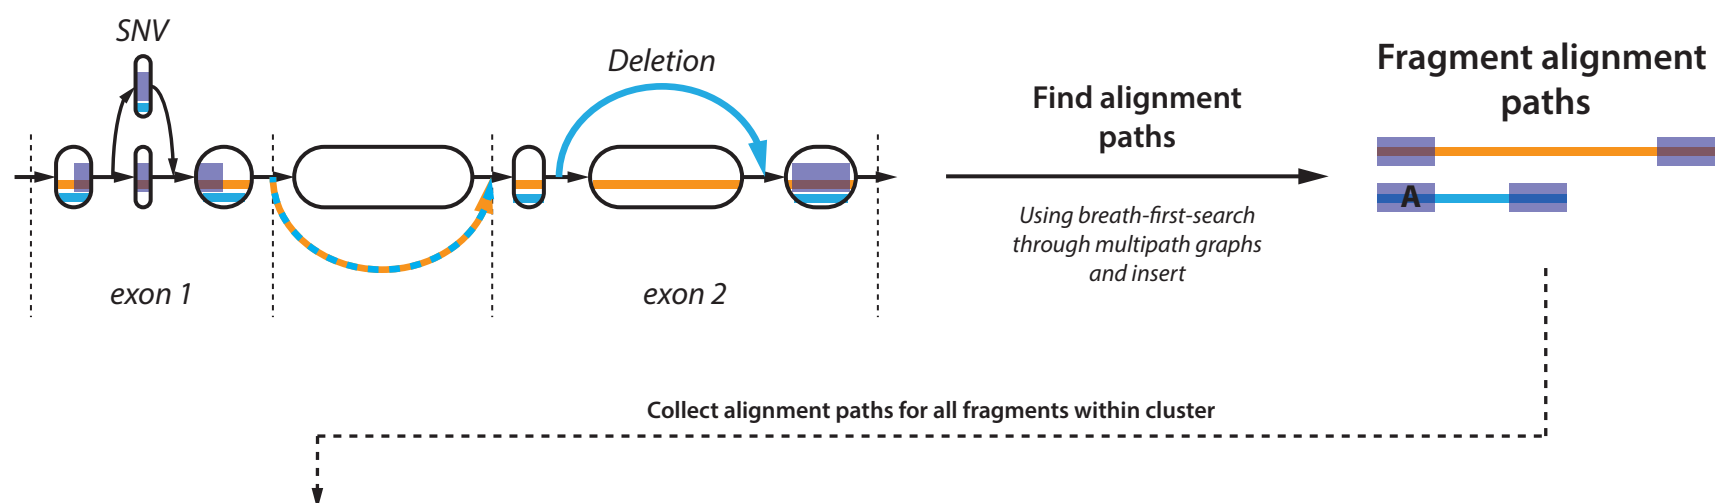 SNV
Deletion
exon 1
exon 2
Find alignment
paths
Using breath-first-search
through multipath graphs
and insert
Fragment alignment
paths
A
Collect alignment paths for all fragments within cluster